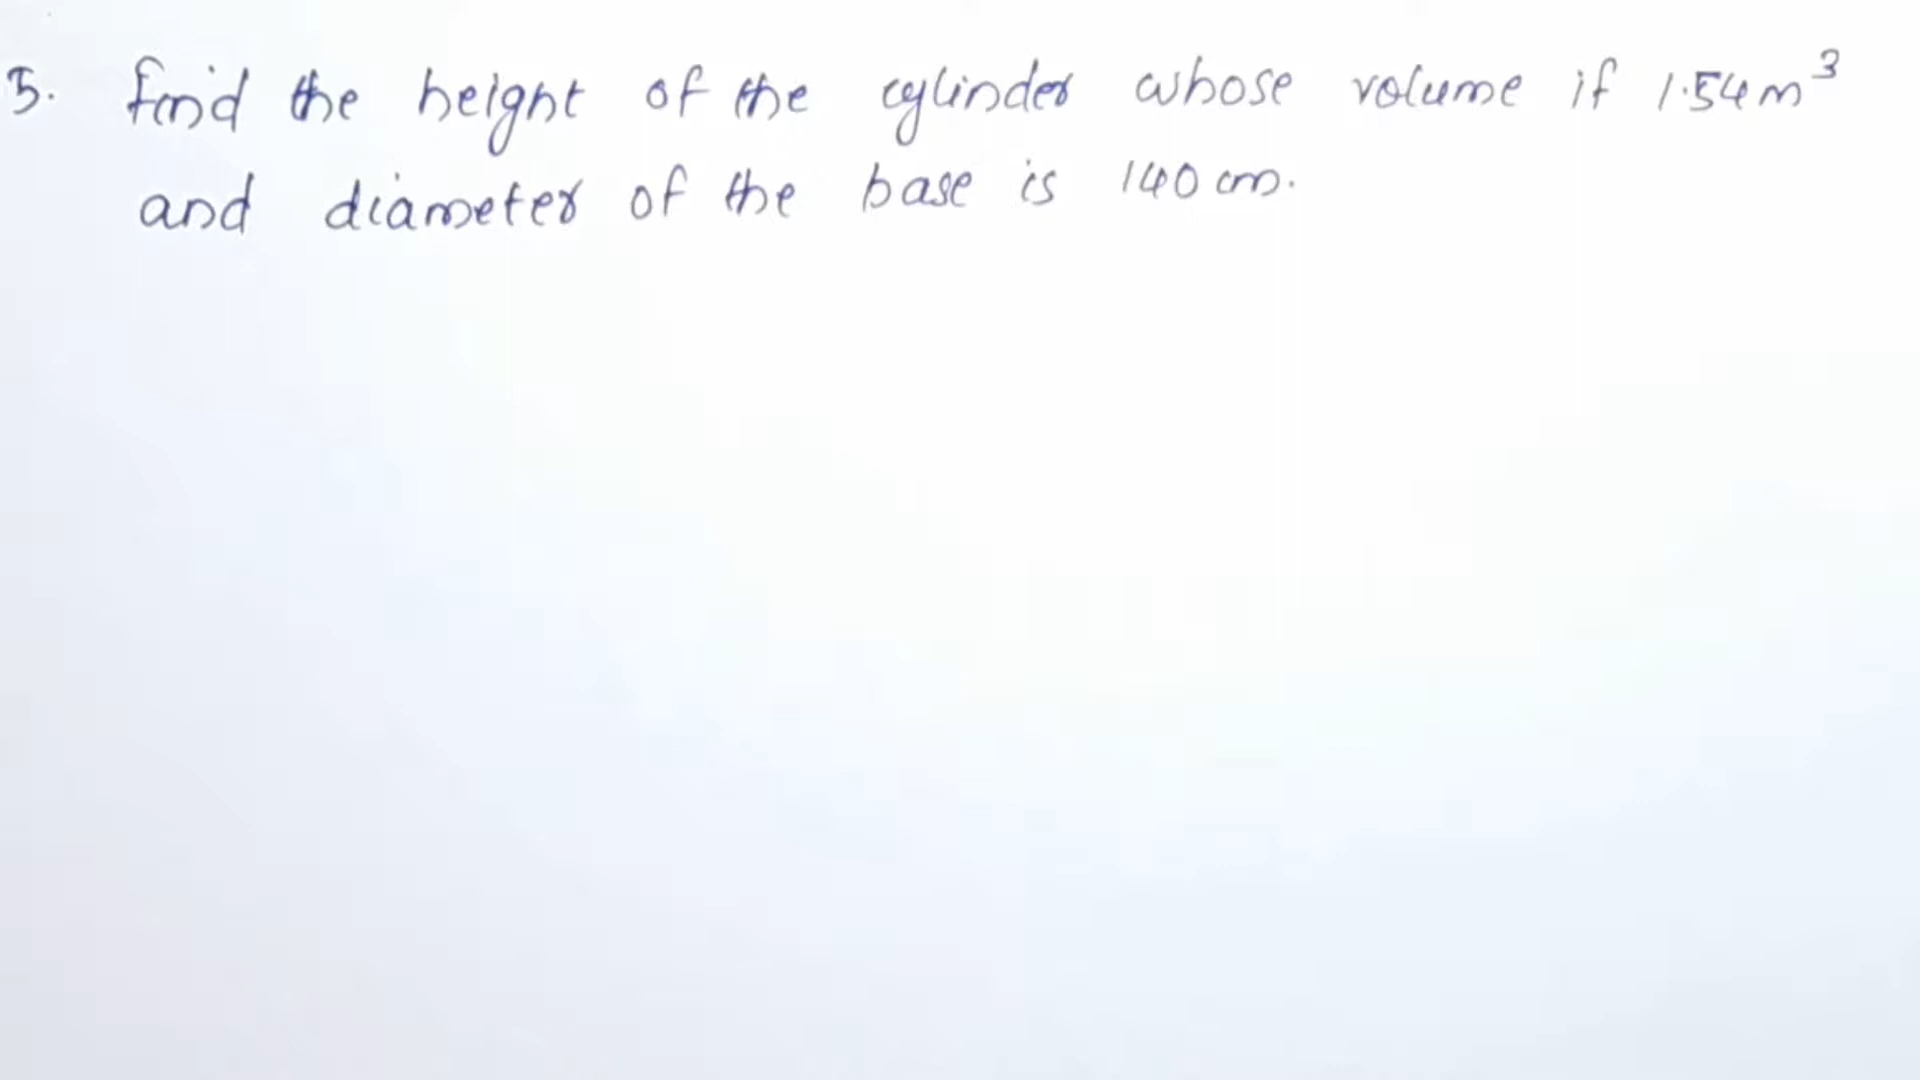 5. find the height of the cylinder whose volume if 1.54m³
and diameter of the base is 140 cm.